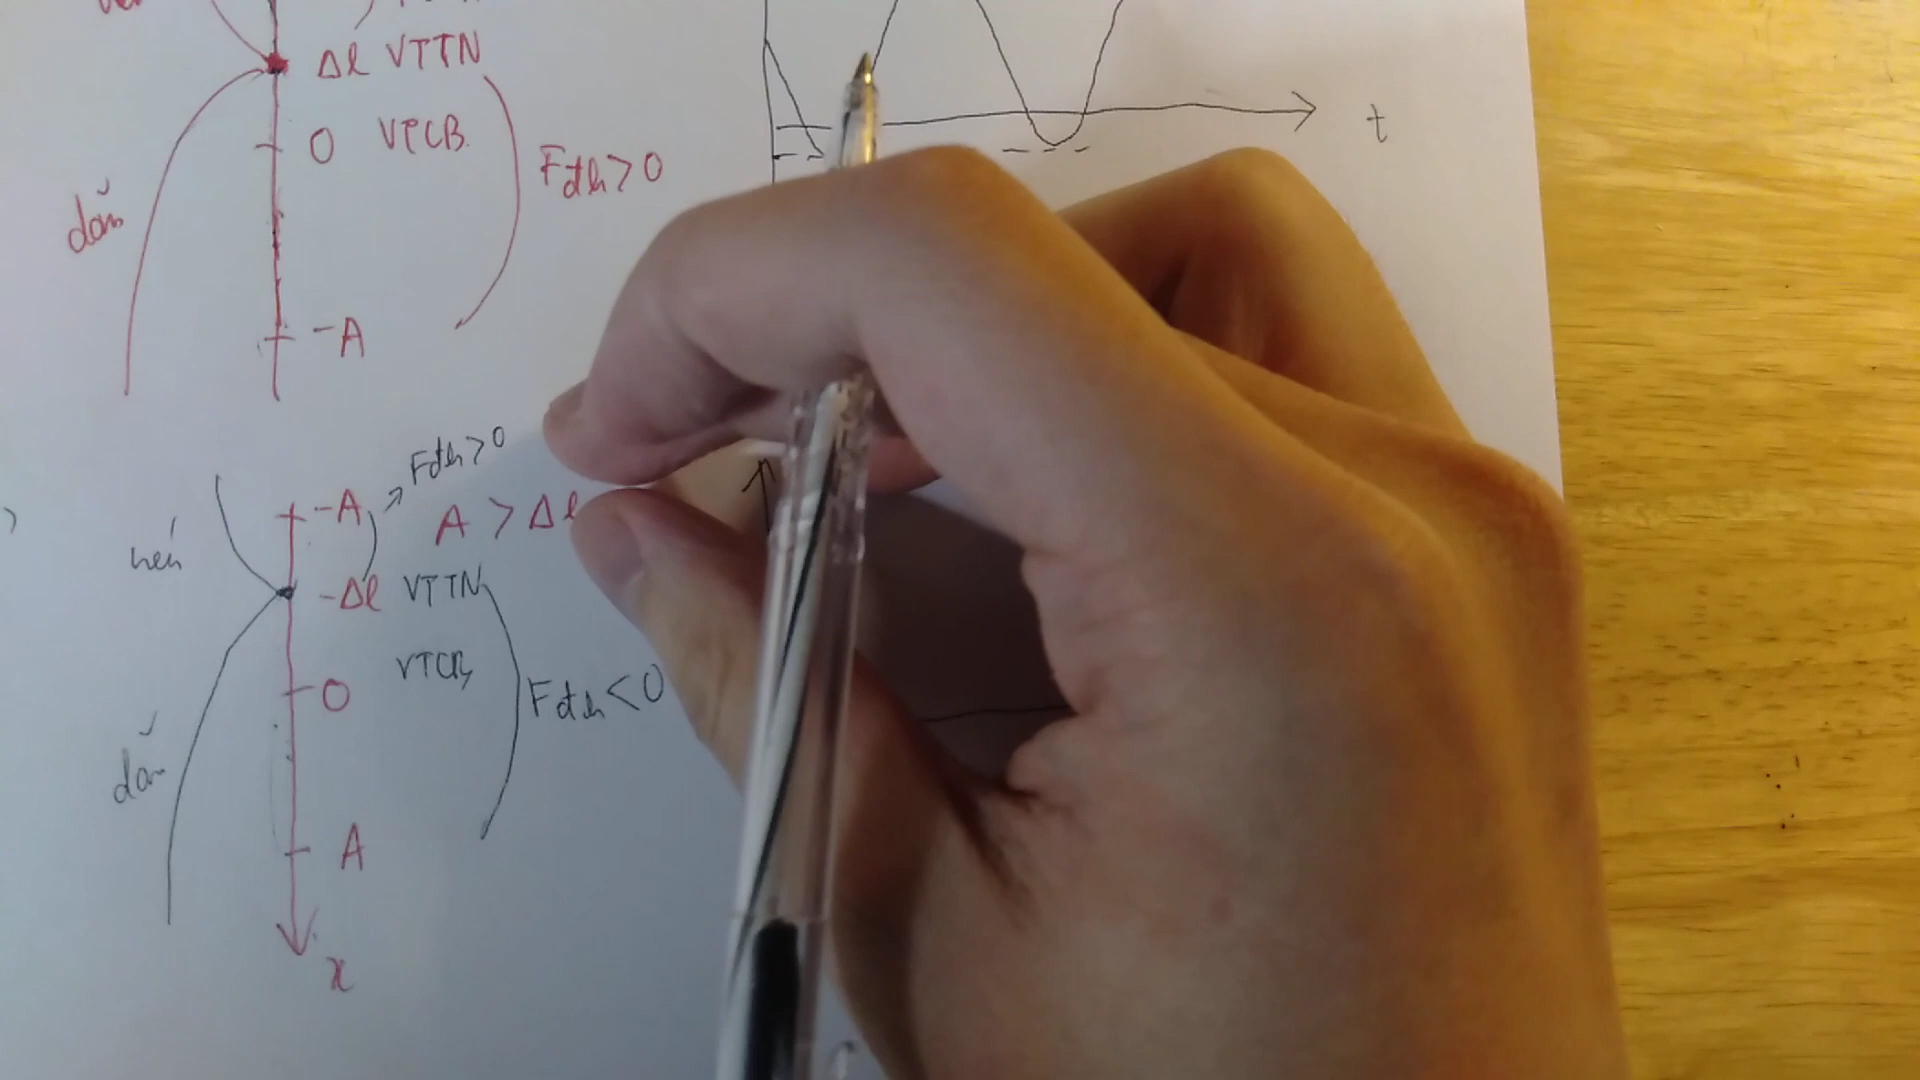 Δl VTTN
O VTCB
Fđh > 0
t
dãn
-A
Fđh > 0
-A
A > Δl
nén
-Δl VTTN
VTCB
O
Fđh < 0
dãn
A
x